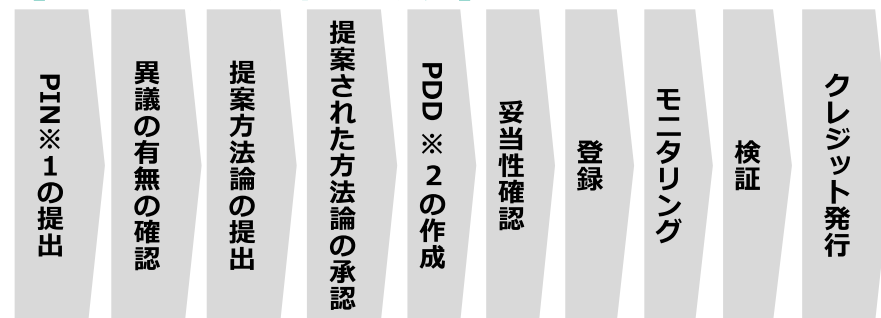 PIN※1の提出
異議の有無の確認
提案方法論の提出
提案された方法論の承認
PDD※2の作成
妥当性確認
登録
モニタリング
検証
クレジット発行